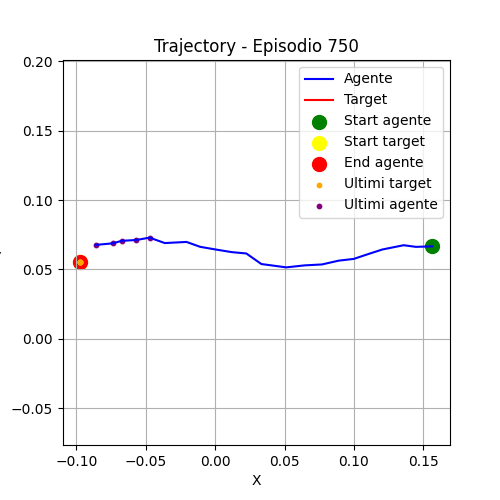 Trajectory - Episodio 750
Agente
Target
Start agente
Start target
End agente
Ultimi target
Ultimi agente
0.20
0.15
0.10
0.05
0.00
−0.05
−0.10
−0.05
0.00
0.05
0.10
0.15
X